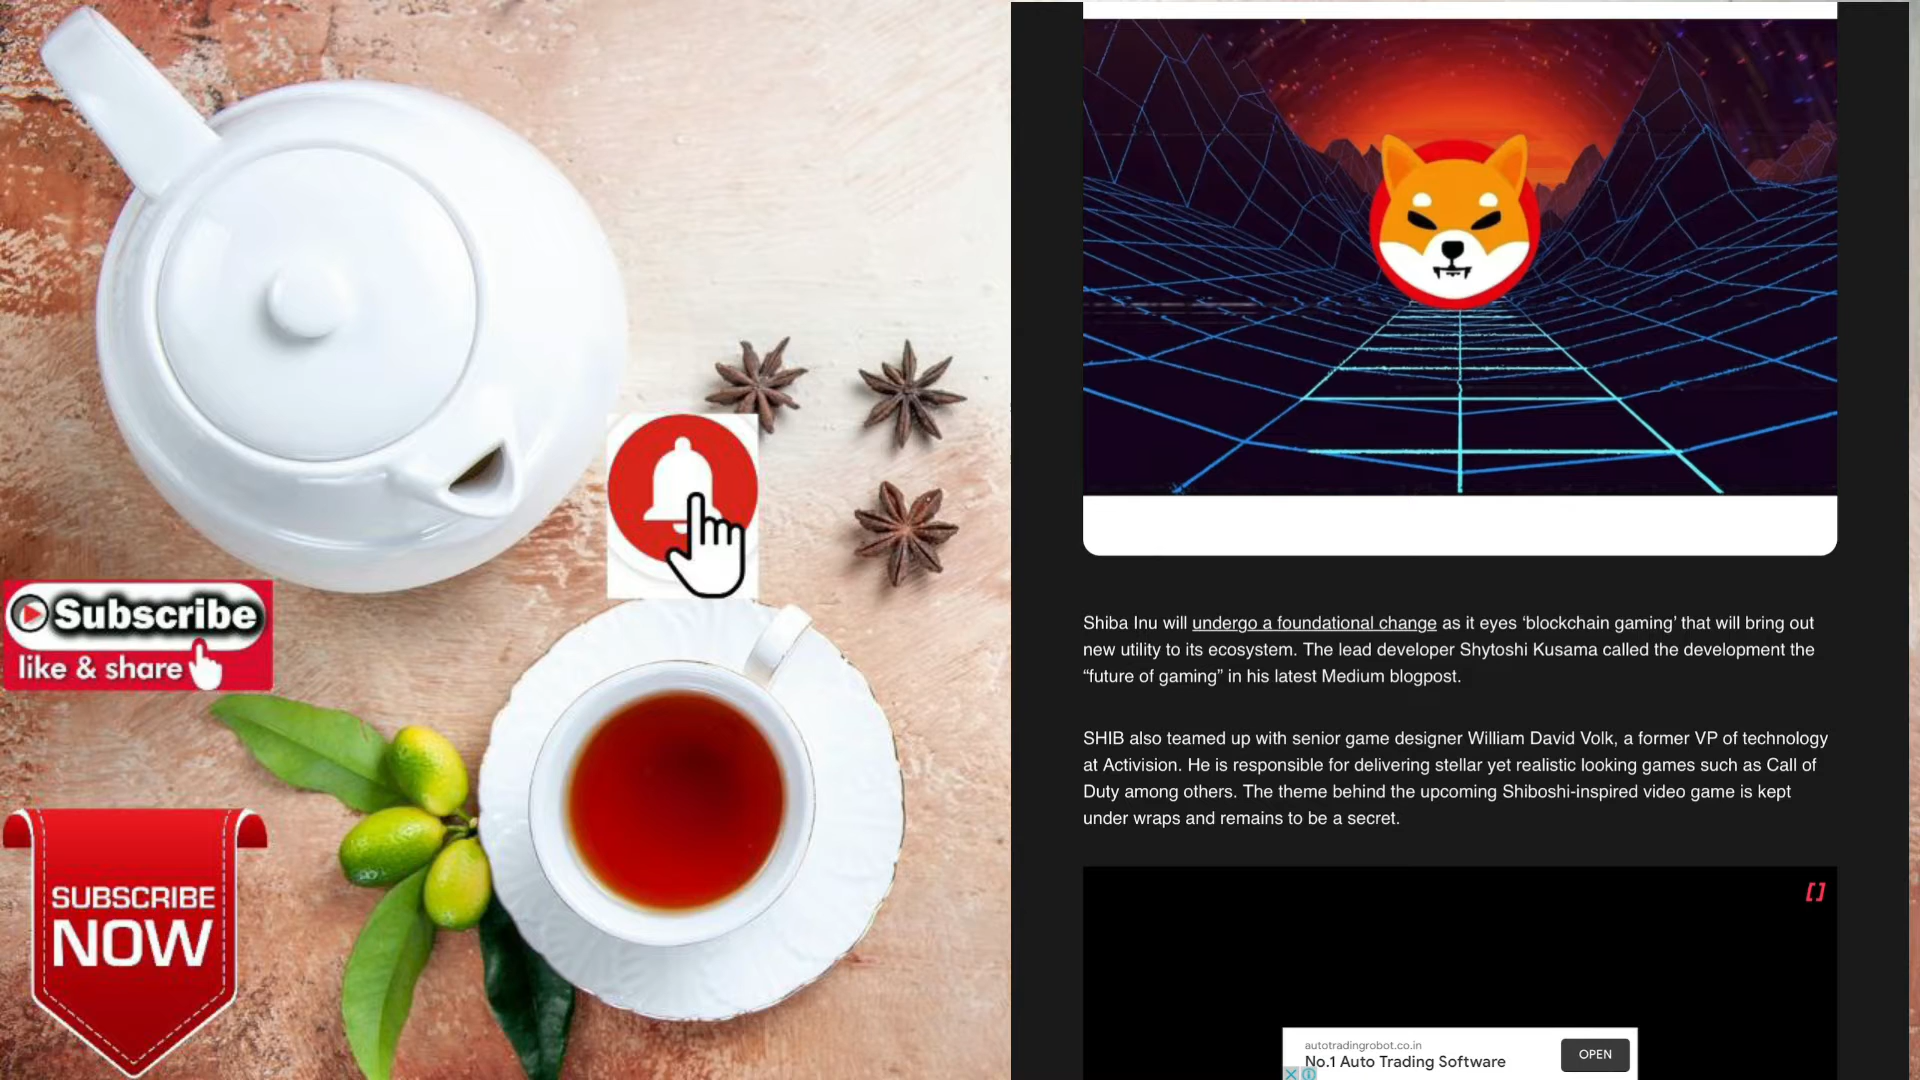 Subscribe
like & share
SUBSCRIBE
NOW
Shiba Inu will undergo a foundational change as it eyes ‘blockchain gaming’ that will bring out
new utility to its ecosystem. The lead developer Shytoshi Kusama called the development the
“future of gaming” in his latest Medium blogpost.
SHIB also teamed up with senior game designer William David Volk, a former VP of technology
at Activision. He is responsible for delivering stellar yet realistic looking games such as Call of
Duty among others. The theme behind the upcoming Shiboshi-inspired video game is kept
under wraps and remains to be a secret.
autotradingrobot.co.in
No.1 Auto Trading Software
OPEN